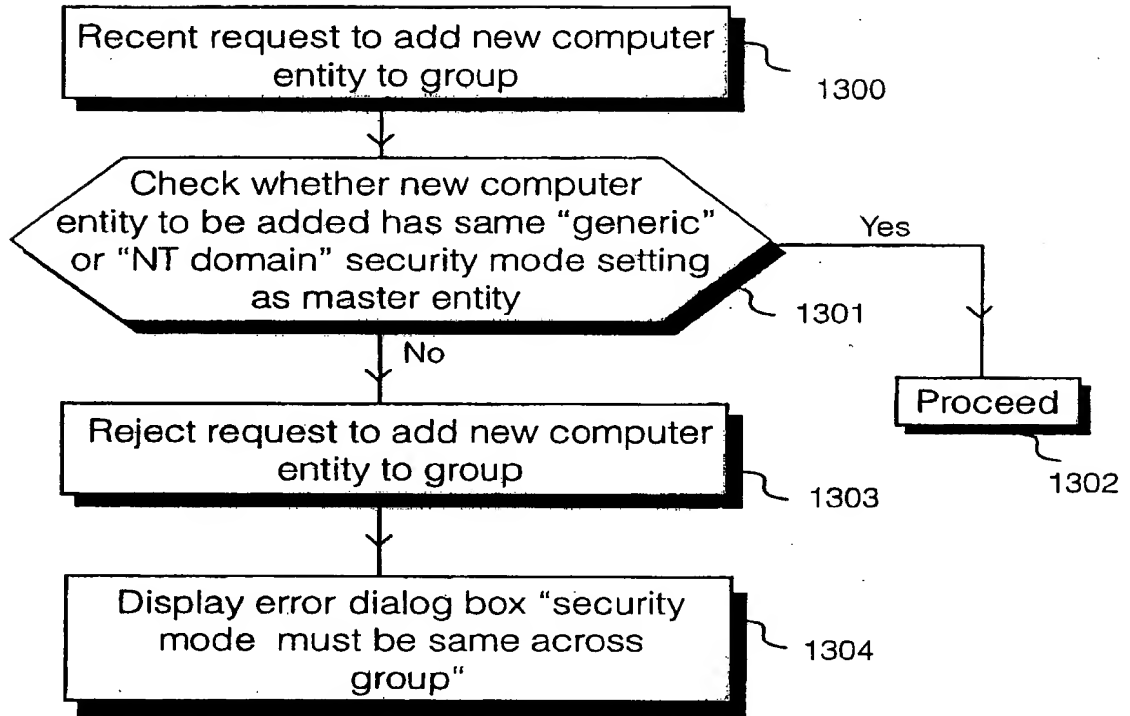 Recent request to add new computer
entity to group
1300
Check whether new computer
entity to be added has same “generic”
or “NT domain” security mode setting
as master entity
Yes
1301
No
Proceed
1302
Reject request to add new computer
entity to group
1303
Display error dialog box “security
mode must be same across
group“
1304